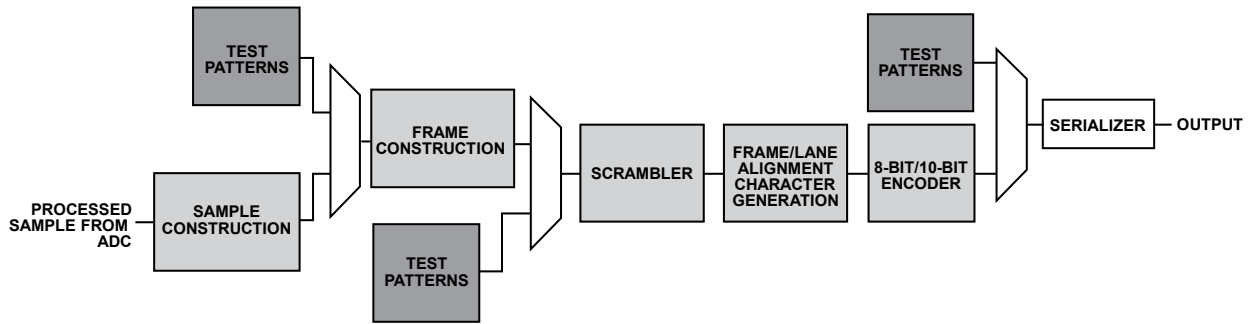 PROCESSED
SAMPLE FROM
ADC
SAMPLE
CONSTRUCTION
TEST
PATTERNS
FRAME
CONSTRUCTION
TEST
PATTERNS
SCRAMBLER
FRAME/LANE
ALIGNMENT
CHARACTER
GENERATION
8-BIT/10-BIT
ENCODER
TEST
PATTERNS
SERIALIZER
OUTPUT